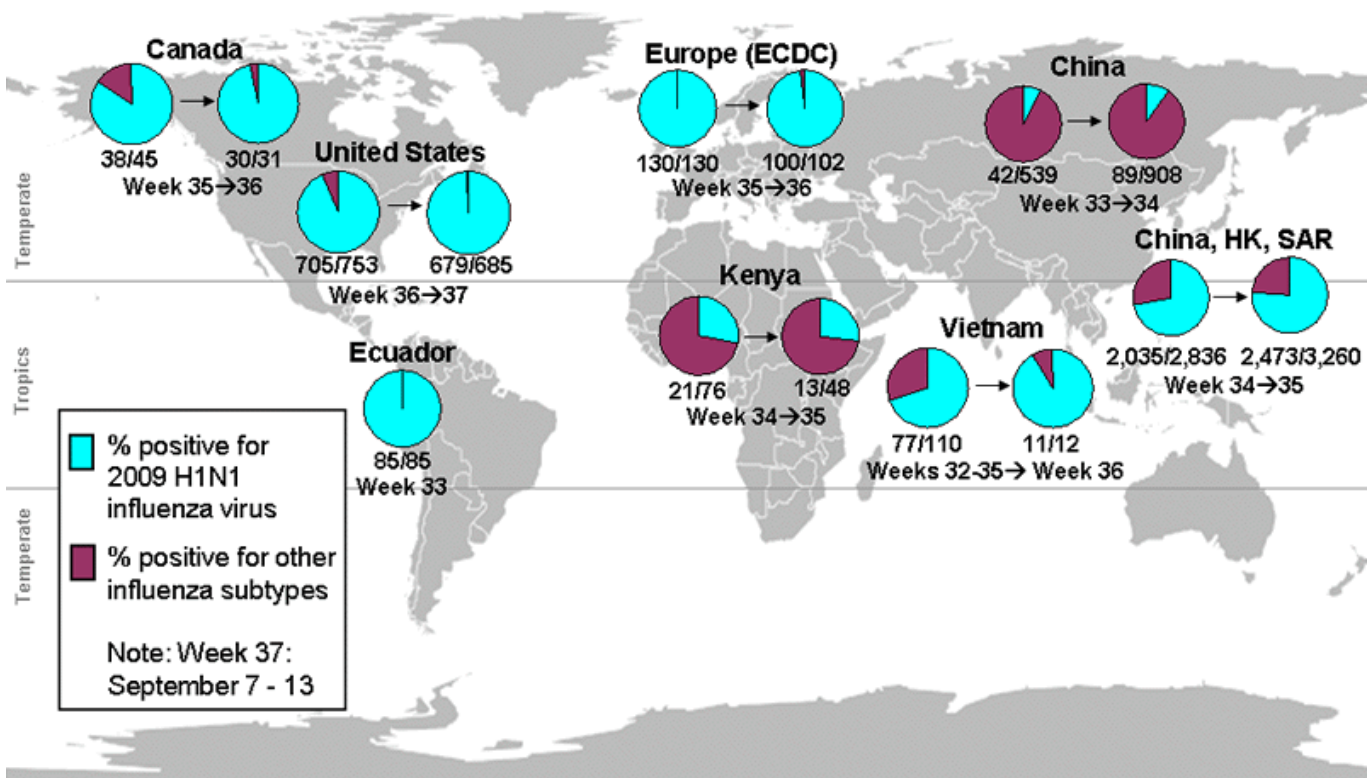 Canada
38/45
30/31
Week 35→36
United States
705/753
679/685
Week 36→37
Europe (ECDC)
130/130
100/102
Week 35→36
China
42/539
89/908
Week 33→34
China, HK, SAR
2,035/2,836
2,473/3,260
Week 34→35
Kenya
21/76
13/48
Week 34→35
Vietnam
77/110
11/12
Weeks 32-35→ Week 36
Ecuador
85/85
Week 33
Temperate
Tropics
Temperate
% positive for
2009 H1N1
influenza virus
% positive for other
influenza subtypes
Note: Week 37:
September 7 - 13